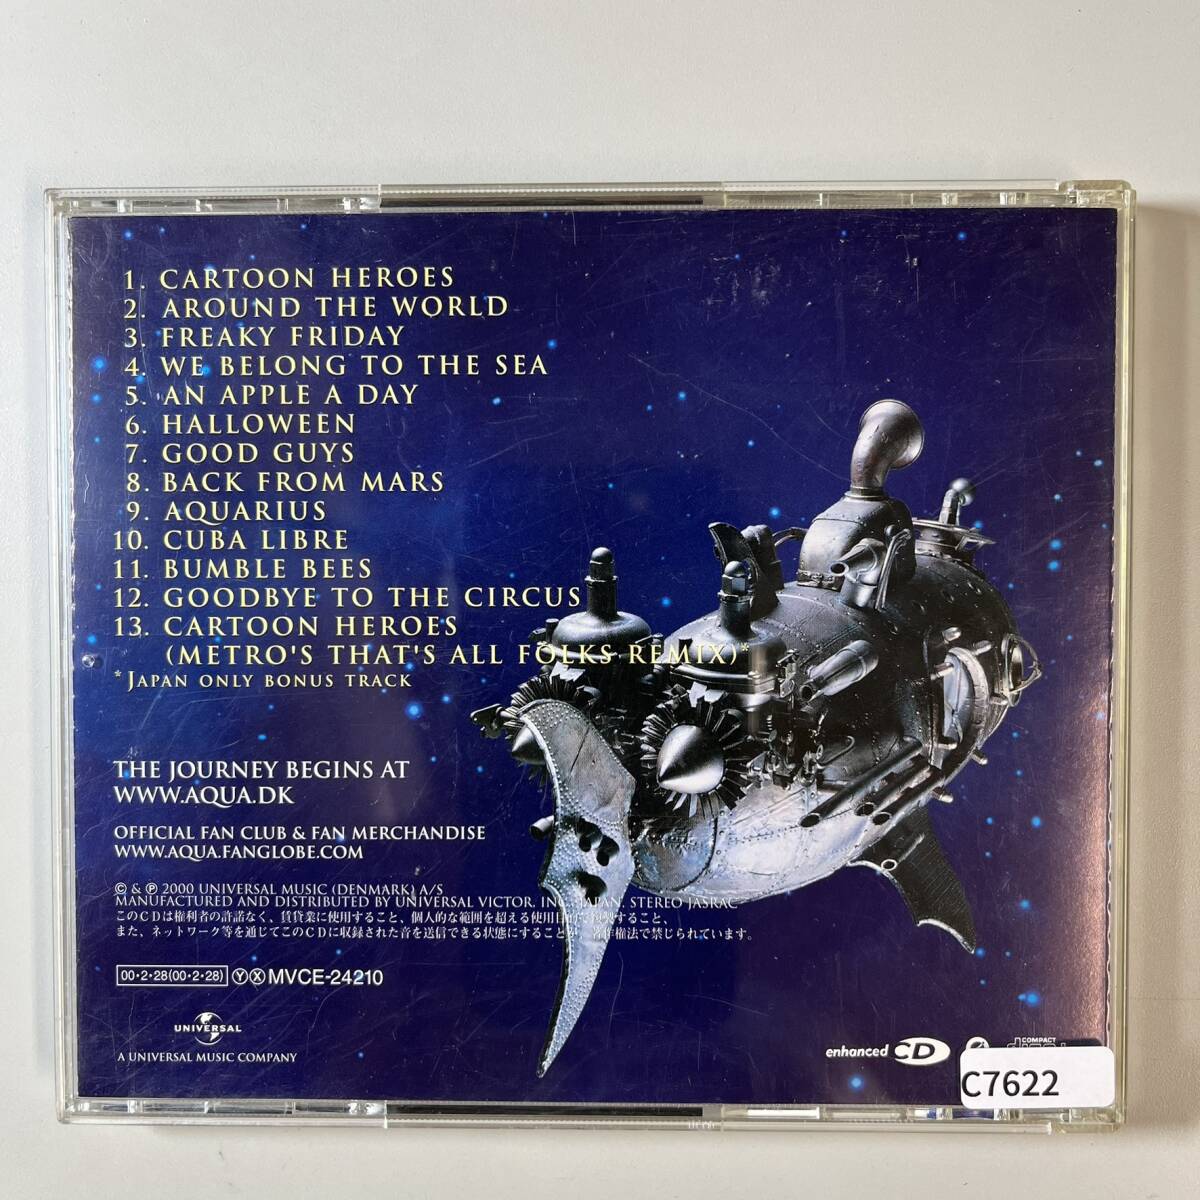 1. CARTOON HEROES
2. AROUND THE WORLD
3. FREAKY FRIDAY
4. WE BELONG TO THE SEA
5. AN APPLE A DAY
6. HALLOWEEN
7. GOOD GUYS
8. BACK FROM MARS
9. AQUARIUS
10. CUBA LIBRE
11. BUMBLE BEES
12. GOODBYE TO THE CIRCUS
13. CARTOON HEROES
(METRO'S THAT'S ALL FOLKS REMIX)*
*JAPAN ONLY BONUS TRACK
THE JOURNEY BEGINS AT
WWW.AQUA.DK
OFFICIAL FAN CLUB & FAN MERCHANDISE
WWW.AQUA.FANGLOBE.COM
© & ℗ 2000 UNIVERSAL MUSIC (DENMARK) A/S
MANUFACTURED AND DISTRIBUTED BY UNIVERSAL VICTOR, INC., JAPAN. STEREO JASRAC
このCDは権利者の許諾なく、賃貸業に使用すること、個人的な範囲を超える使用目的で複製すること、
また、ネットワーク等を通じてこのCDに収録された音を送信できる状態にすることが、著作権法で禁じられています。
00・2・28(00・2・28) Ⓨ Ⓧ MVCE-24210
UNIVERSAL
A UNIVERSAL MUSIC COMPANY
enhanced CD
COMPACT
C7622